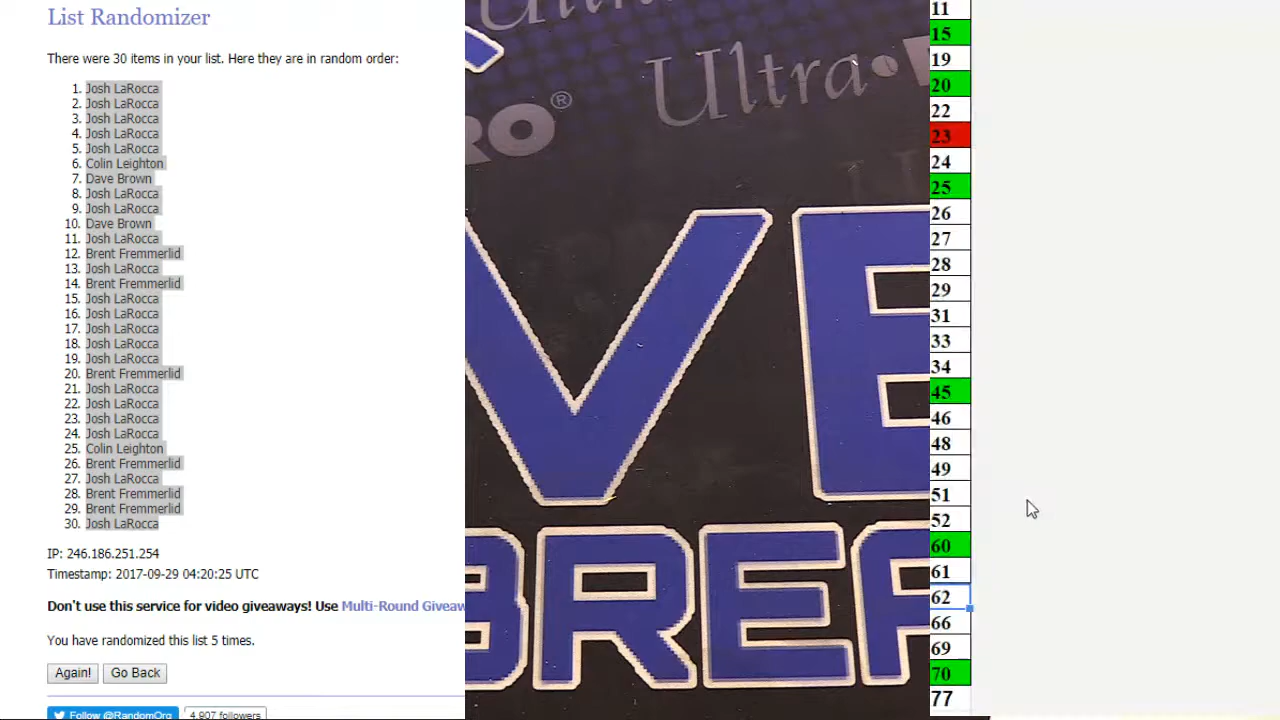 List Randomizer
There were 30 items in your list. Here they are in random order:
1. Josh LaRocca
2. Josh LaRocca
3. Josh LaRocca
4. Josh LaRocca
5. Josh LaRocca
6. Colin Leighton
7. Dave Brown
8. Josh LaRocca
9. Josh LaRocca
10. Dave Brown
11. Josh LaRocca
12. Brent Fremmerlid
13. Josh LaRocca
14. Brent Fremmerlid
15. Josh LaRocca
16. Josh LaRocca
17. Josh LaRocca
18. Josh LaRocca
19. Josh LaRocca
20. Brent Fremmerlid
21. Josh LaRocca
22. Josh LaRocca
23. Josh LaRocca
24. Josh LaRocca
25. Colin Leighton
26. Brent Fremmerlid
27. Josh LaRocca
28. Brent Fremmerlid
29. Brent Fremmerlid
30. Josh LaRocca
IP: 246.186.251.254
Timestamp: 2017-09-29 04:20:25 UTC
Don't use this service for video giveaways! Use Multi-Round Giveaw
You have randomized this list 5 times.
Again! Go Back
Follow @RandomOrg 4,907 followers
Ultra
RO®
VE
BREA
11
15
19
20
22
23
24
25
26
27
28
29
31
33
34
45
46
48
49
51
52
60
61
62
66
69
70
77